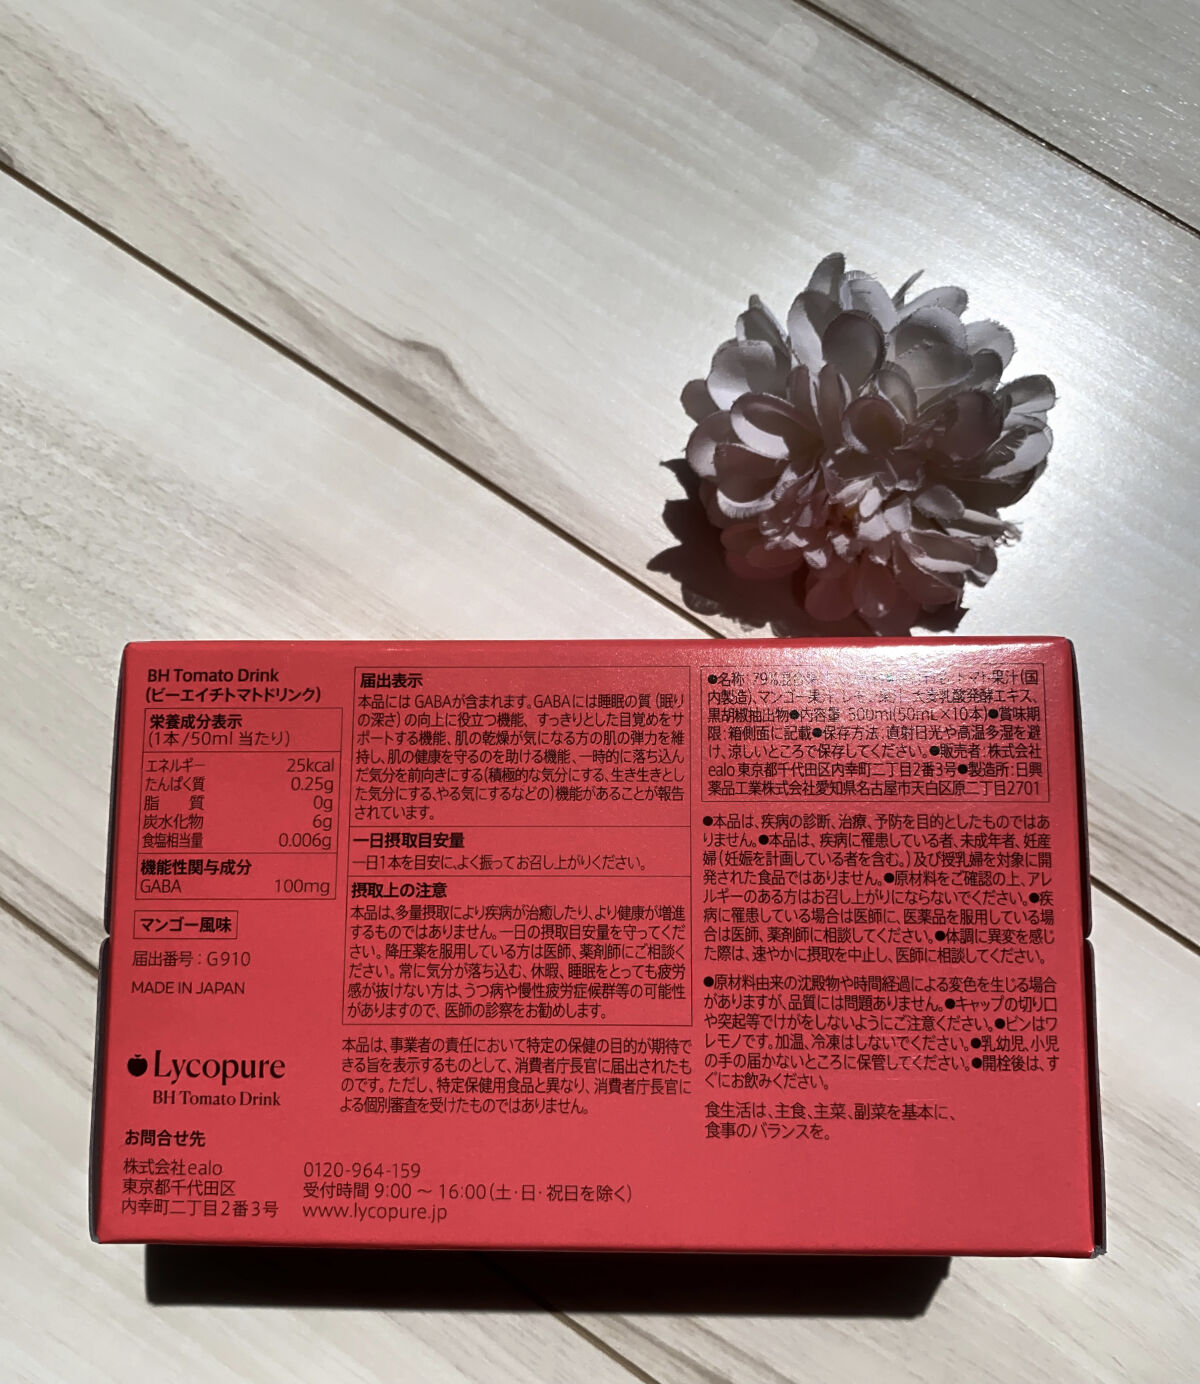 BH Tomato Drink
(ビーエイチトマトドリンク)
栄養成分表示
(1本/50ml 当たり)
エネルギー 25kcal
たんぱく質 0.25g
脂 質 0g
炭水化物 6g
食塩相当量 0.006g
機能性関与成分
GABA 100mg
マンゴー風味
届出番号:G910
MADE IN JAPAN
Lycopure
BH Tomato Drink
届出表示
本品には GABAが含まれます。GABAには睡眠の質(眠り
の深さ)の向上に役立つ機能、すっきりとした目覚めをサ
ポートする機能、肌の乾燥が気になる方の肌の弾力を維
持し、肌の健康を守るのを助ける機能、一時的に落ち込ん
だ気分を前向きにする(積極的な気分にする、生き生きとし
た気分にする、やる気にするなどの)機能があることが報告
されています。
一日摂取目安量
一日1本を目安に、よく振ってお召し上がりください。
摂取上の注意
本品は、多量摂取により疾病が治癒したり、より健康が増進
するものではありません。一日の摂取目安量を守ってくだ
さい。降圧薬を服用している方は医師、薬剤師にご相談く
ださい。常に気分が落ち込む、休暇、睡眠をとっても疲労
感が抜けない方は、うつ病や慢性疲労症候群等の可能性
がありますので、医師の診察をお勧めします。
本品は、事業者の責任において特定の保健の目的が期待で
きる旨を表示するものとして、消費者庁長官に届出されたも
のです。ただし、特定保健用食品と異なり、消費者庁長官に
よる個別審査を受けたものではありません。
●名称:79%混合果汁 トマト果汁(国
内製造)、マンゴー果汁、レモン果汁、大麦乳酸発酵エキス、
黒胡椒抽出物●内容量:500ml(50mL×10本)●賞味期
限:箱側面に記載●保存方法:直射日光や高温多湿を避
け、涼しいところで保存してください。●販売者:株式会社
ealo 東京都千代田区内幸町二丁目2番3号●製造所:日興
薬品工業株式会社愛知県名古屋市天白区原二丁目2701
●本品は、疾病の診断、治療、予防を目的としたものではあ
りません。●本品は、疾病に罹患している者、未成年者、妊産
婦(妊娠を計画している者を含む。)及び授乳婦を対象に開
発された食品ではありません。●原材料をご確認の上、アレ
ルギーのある方はお召し上がりにならないでください。●疾
病に罹患している場合は医師に、医薬品を服用している場
合は医師、薬剤師に相談してください。●体調に異変を感じ
た際は、速やかに摂取を中止し、医師に相談してください。
●原材料由来の沈殿物や時間経過による変色を生じる場合
がありますが、品質には問題ありません。●キャップの切り口
や突起等でけがをしないようにご注意ください。●ビンはワ
レモノです。加温、冷凍はしないでください。●乳幼児、小児
の手の届かないところに保管してください。●開栓後は、す
ぐにお飲みください。
食生活は、主食、主菜、副菜を基本に、
食事のバランスを。
お問合せ先
株式会社ealo
東京都千代田区
内幸町二丁目2番3号
0120-964-159
受付時間 9:00 ～ 16:00(土・日・祝日を除く)
www.lycopure.jp